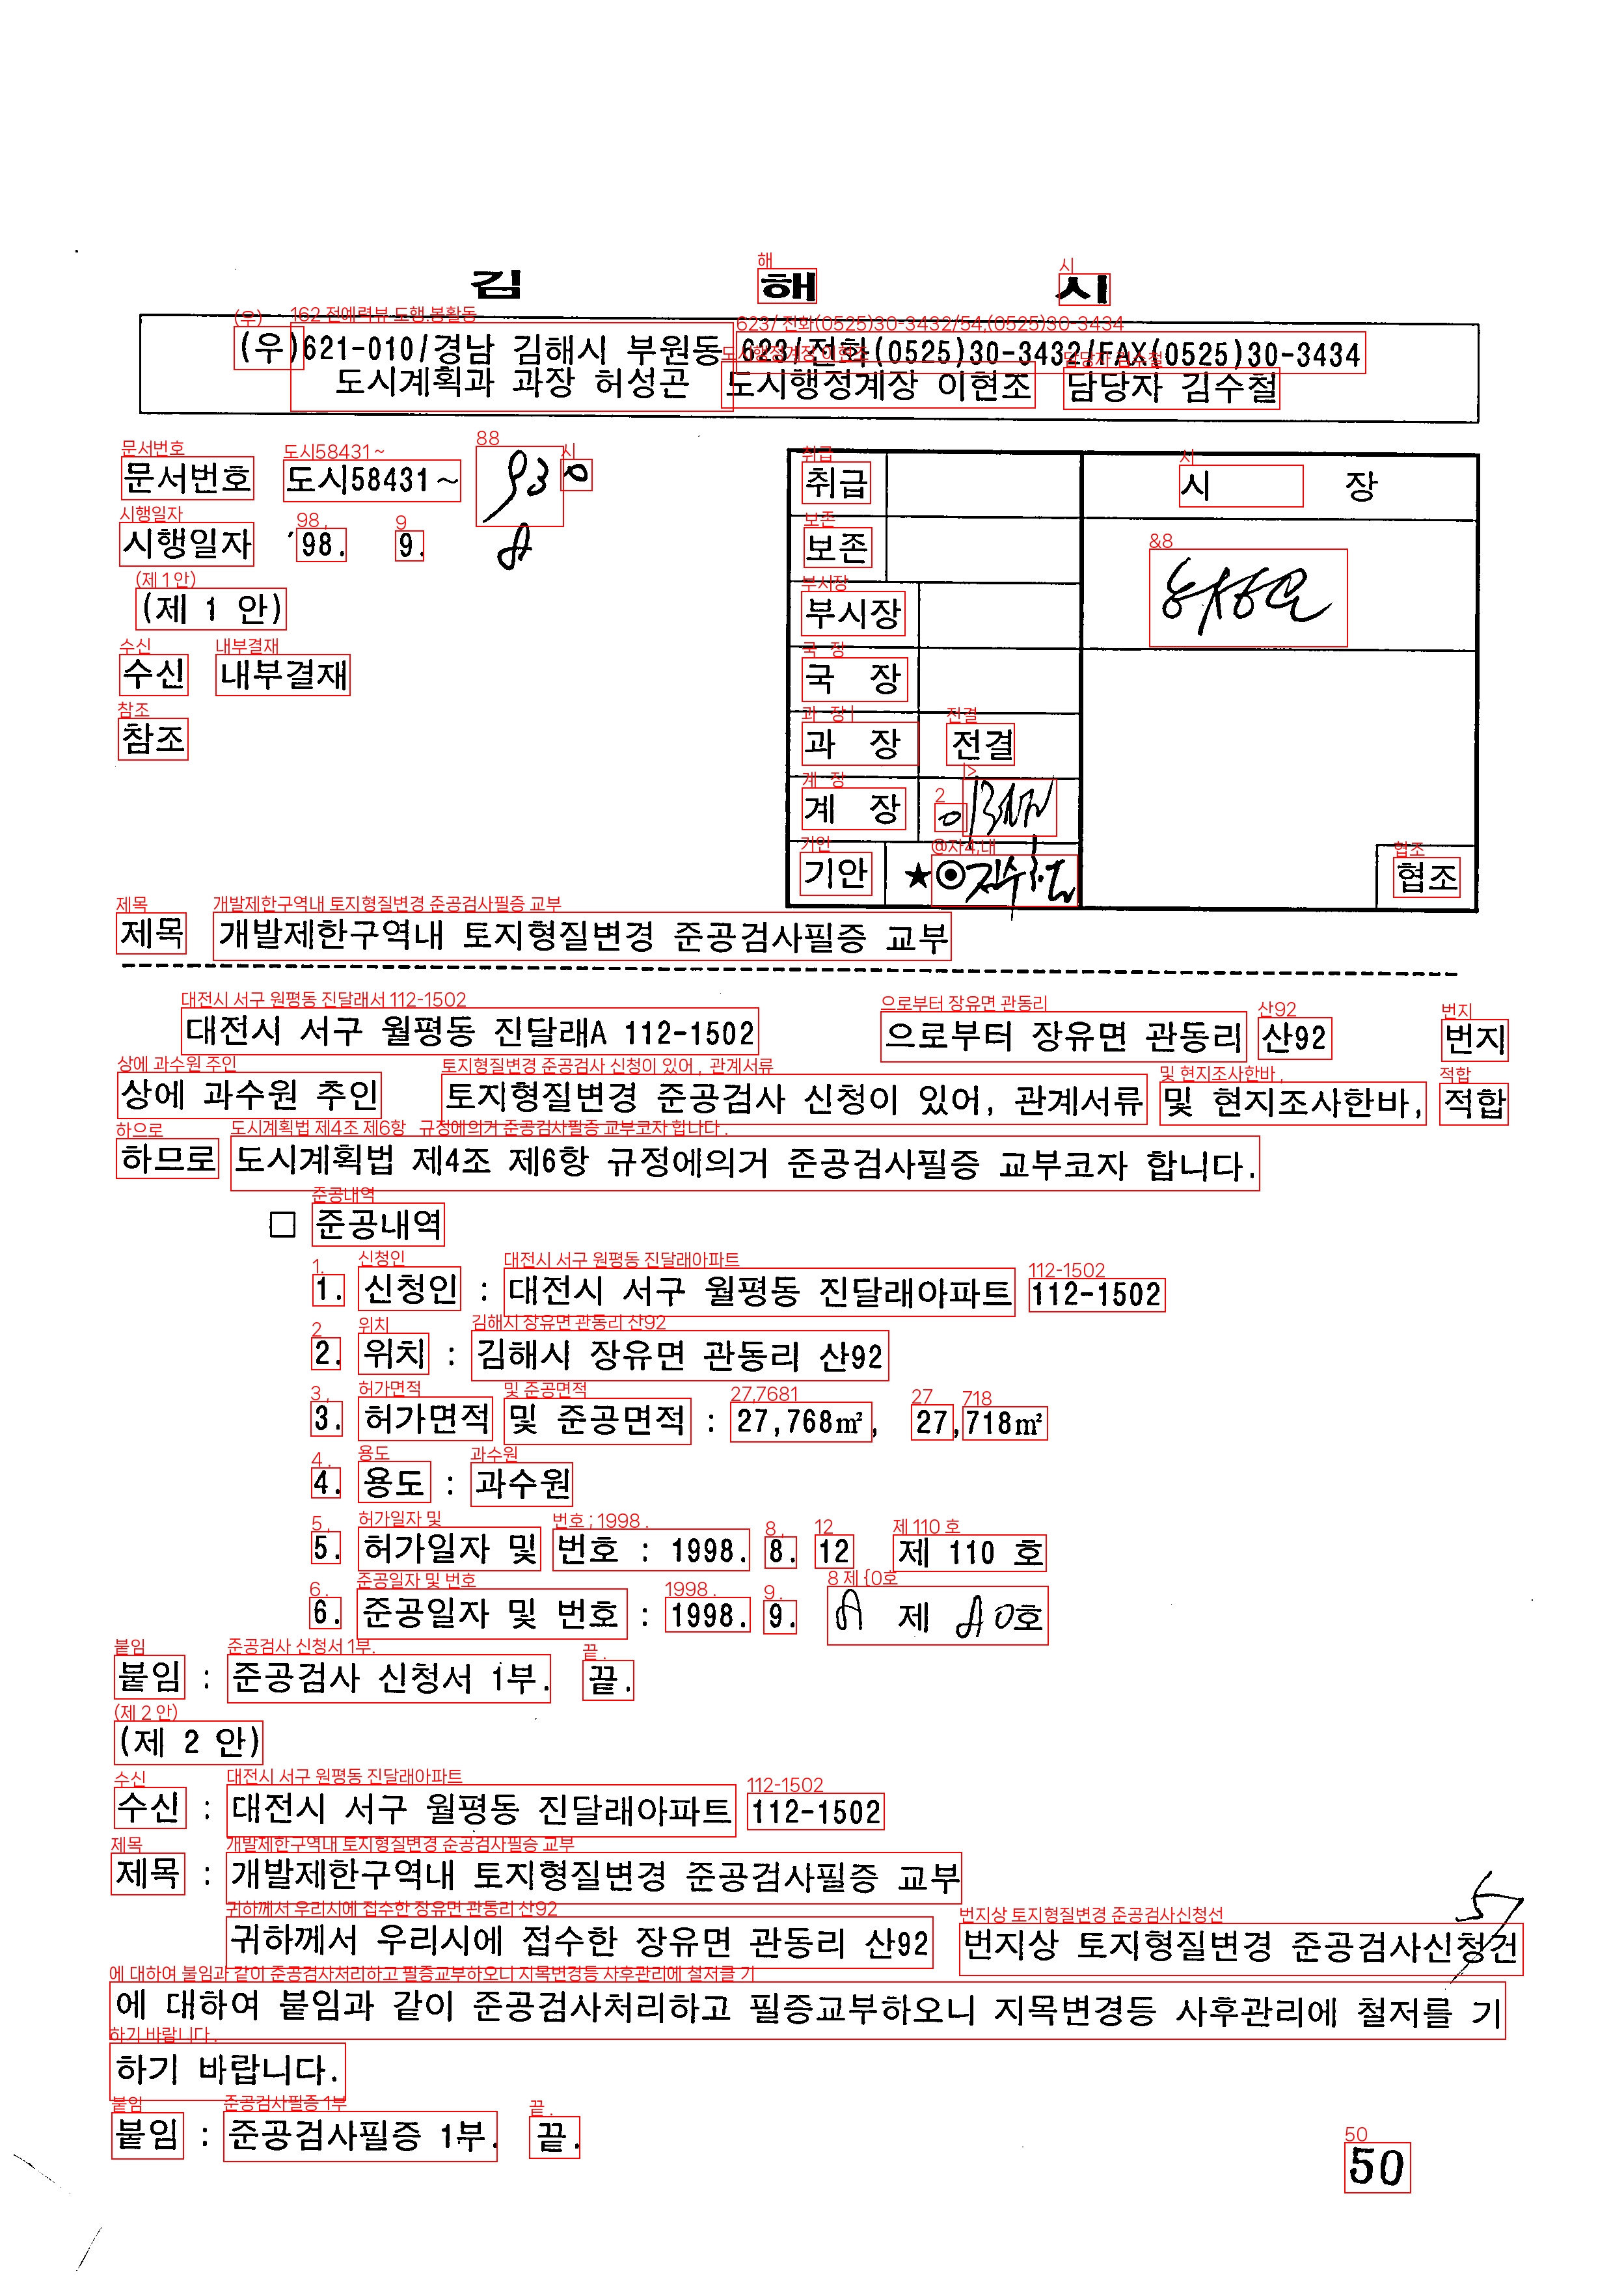 김 해 시
(우)621-010/경남 김해시 부원동 623/전화(0525)30-3432/FAX(0525)30-3434
도시계획과 과장 허성곤 도시행정계장 이현조 담당자 김수철
문서번호 도시58431~
시행일자 '98. 9.
(제 1 안)
수신 내부결재
참조
취급 시 장
보존
부시장
국 장
과 장 전결
계 장
기안 ★◉
협조
제목 개발제한구역내 토지형질변경 준공검사필증 교부
대전시 서구 월평동 진달래A 112-1502 으로부터 장유면 관동리 산92 번지
상에 과수원 추인 토지형질변경 준공검사 신청이 있어, 관계서류 및 현지조사한바, 적합
하므로 도시계획법 제4조 제6항 규정에의거 준공검사필증 교부코자 합니다.
□ 준공내역
1. 신청인 : 대전시 서구 월평동 진달래아파트 112-1502
2. 위치 : 김해시 장유면 관동리 산92
3. 허가면적 및 준공면적 : 27,768㎡, 27,718㎡
4. 용도 : 과수원
5. 허가일자 및 번호 : 1998. 8. 12 제 110 호
6. 준공일자 및 번호 : 1998. 9. 제 호
붙임 : 준공검사 신청서 1부. 끝.
(제 2 안)
수신 : 대전시 서구 월평동 진달래아파트 112-1502
제목 : 개발제한구역내 토지형질변경 준공검사필증 교부
귀하께서 우리시에 접수한 장유면 관동리 산92 번지상 토지형질변경 준공검사신청건
에 대하여 붙임과 같이 준공검사처리하고 필증교부하오니 지목변경등 사후관리에 철저를 기
하기 바랍니다.
붙임 : 준공검사필증 1부. 끝.
50